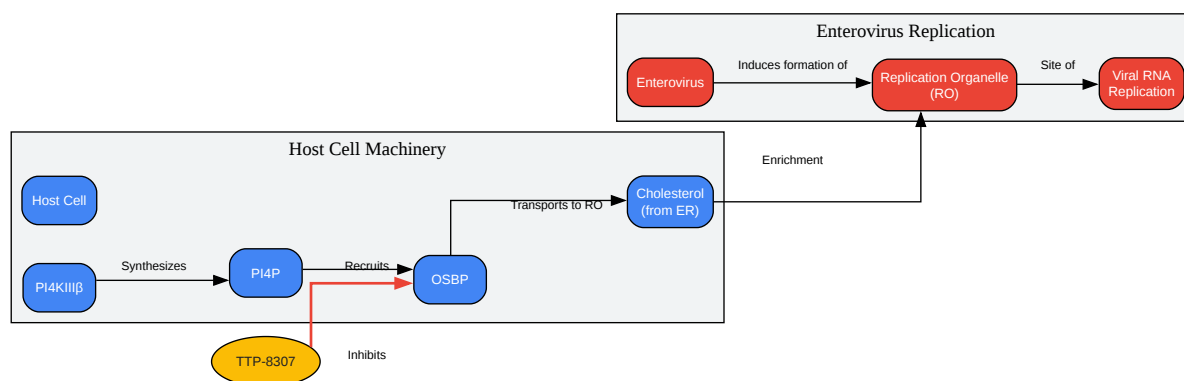 Enterovirus Replication
Enterovirus
Induces formation of
Replication Organelle
(RO)
Site of
Viral RNA
Replication
Host Cell Machinery
Enrichment
Host Cell
Cholesterol
(from ER)
Transports to RO
PI4KIIIβ
Synthesizes
PI4P
Recruits
OSBP
TTP-8307
Inhibits